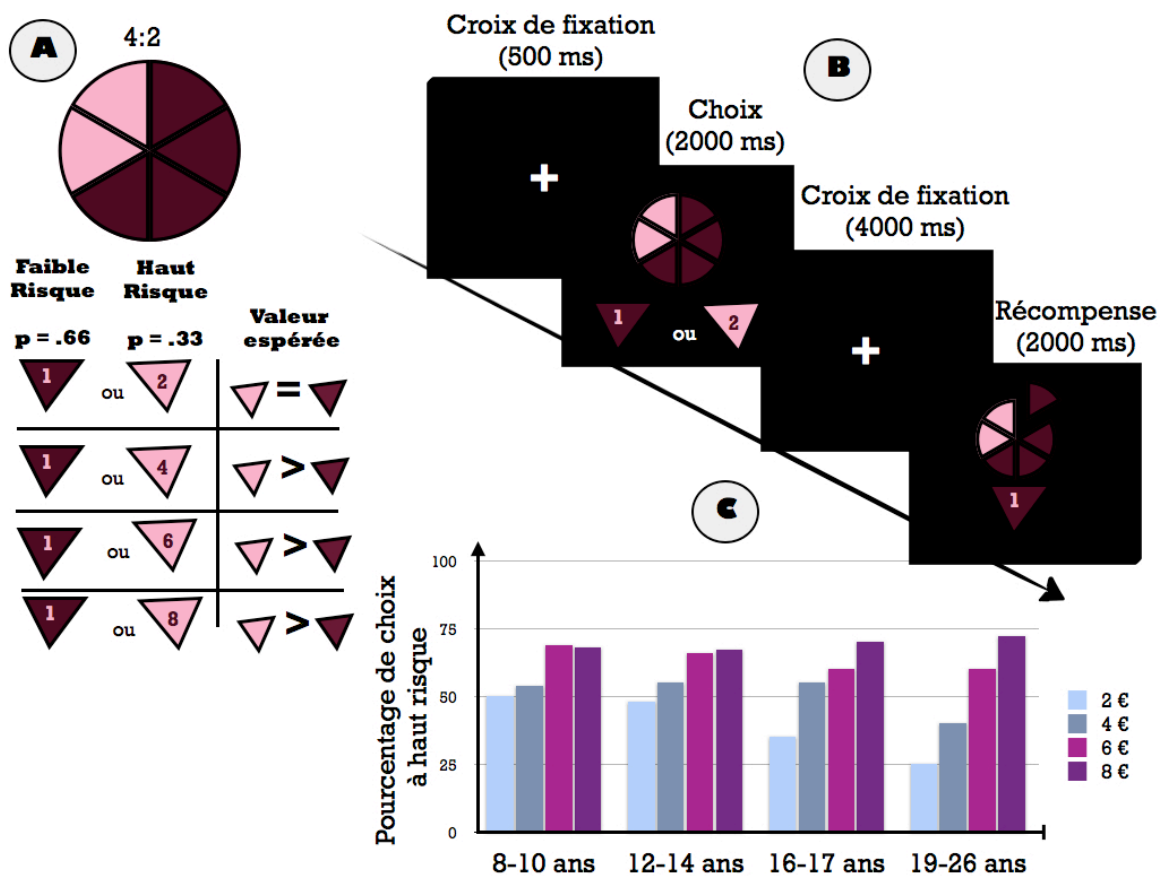 A
4:2
Faible
Risque
Haut
Risque
Valeur
espérée
p = .66
p = .33
1 ou 2 =
1 ou 4 >
1 ou 6 >
1 ou 8 >
B
Croix de fixation
(500 ms)
+
Choix
(2000 ms)
1 ou 2
Croix de fixation
(4000 ms)
+
Récompense
(2000 ms)
1
C
Pourcentage de choix
à haut risque
100
75
50
25
0
8-10 ans
12-14 ans
16-17 ans
19-26 ans
2 €
4 €
6 €
8 €